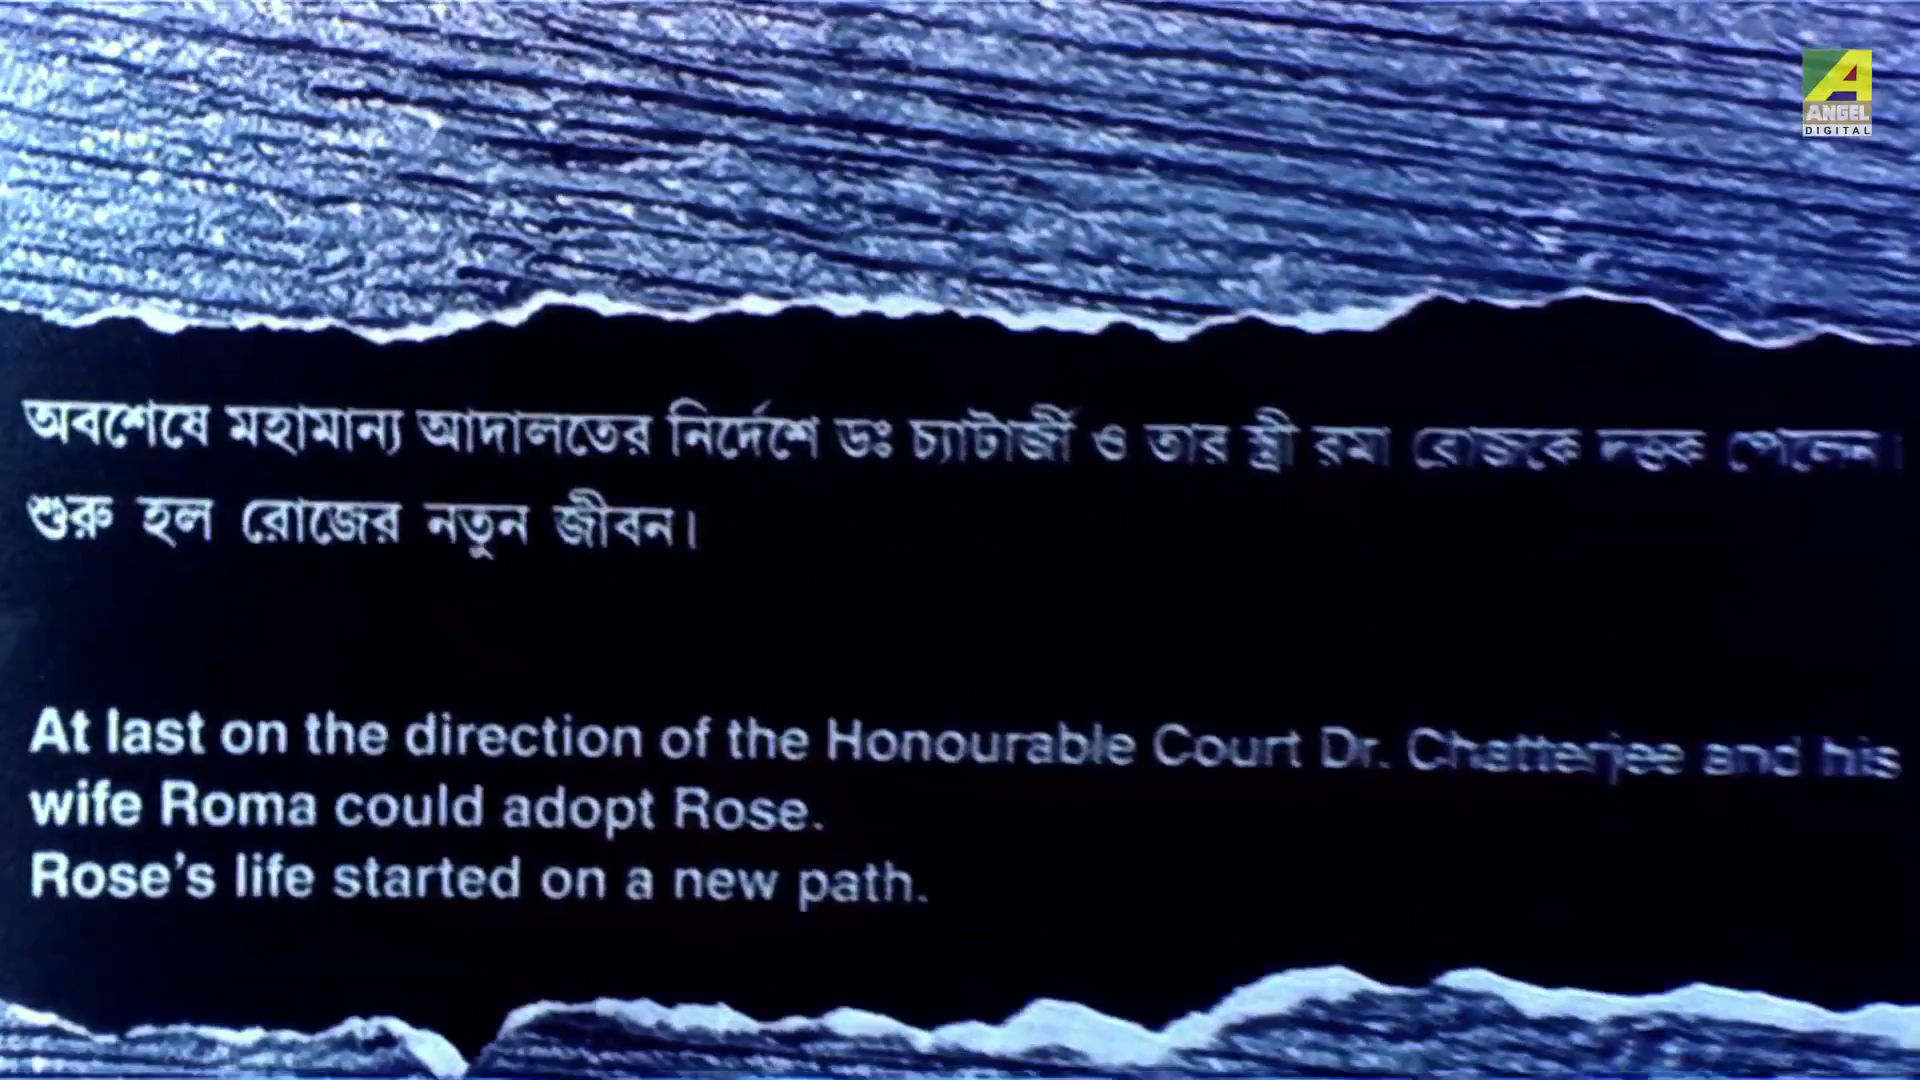 ANGEL
DIGITAL
অবশেষে মহামান্য আদালতের নির্দেশে ডঃ চ্যাটার্জী ও তার স্ত্রী রমা রোজকে দত্তক পেলেন।
শুরু হল রোজের নতুন জীবন।
At last on the direction of the Honourable Court Dr. Chatterjee and his
wife Roma could adopt Rose.
Rose's life started on a new path.